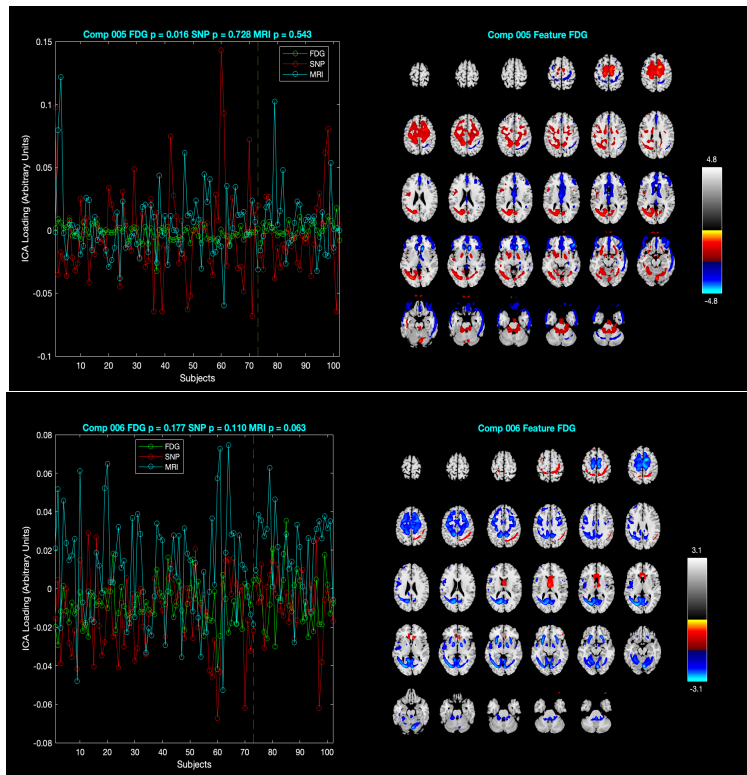 Comp 005 FDG p = 0.016 SNP p = 0.728 MRI p = 0.543
ICA Loading (Arbitrary Units)
0.15
0.1
0.05
0
-0.05
-0.1
10 20 30 40 50 60 70 80 90 100
Subjects
FDG
SNP
MRI
Comp 005 Feature FDG
4.8
-4.8
Comp 006 FDG p = 0.177 SNP p = 0.110 MRI p = 0.063
ICA Loading (Arbitrary Units)
0.08
0.06
0.04
0.02
0
-0.02
-0.04
-0.06
-0.08
10 20 30 40 50 60 70 80 90 100
Subjects
FDG
SNP
MRI
Comp 006 Feature FDG
3.1
-3.1